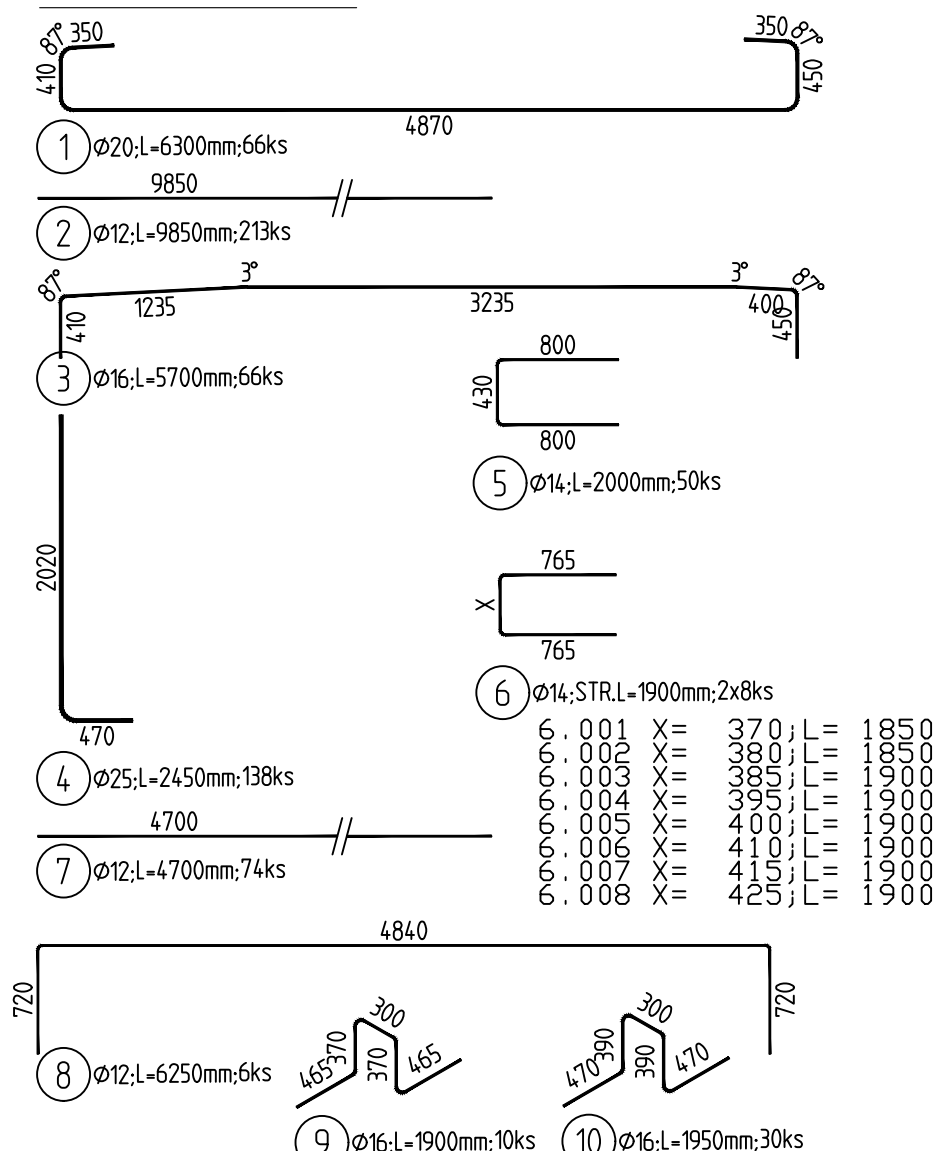 350
87°
410
350
87°
450
4870
1 Ø20;L=6300mm;66ks
9850
2 Ø12;L=9850mm;213ks
87°
3°
3°
87°
1235
3235
400
410
450
3 Ø16;L=5700mm;66ks
800
430
800
5 Ø14;L=2000mm;50ks
2020
470
4 Ø25;L=2450mm;138ks
765
X
765
6 Ø14;STR.L=1900mm;2x8ks
6.001 X= 370;L= 1850
6.002 X= 380;L= 1850
6.003 X= 385;L= 1900
6.004 X= 395;L= 1900
6.005 X= 400;L= 1900
6.006 X= 410;L= 1900
6.007 X= 415;L= 1900
6.008 X= 425;L= 1900
4700
7 Ø12;L=4700mm;74ks
4840
720
720
8 Ø12;L=6250mm;6ks
300
465
370
370
465
9 Ø16;L=1900mm;10ks
300
470
390
390
470
10 Ø16;L=1950mm;30ks